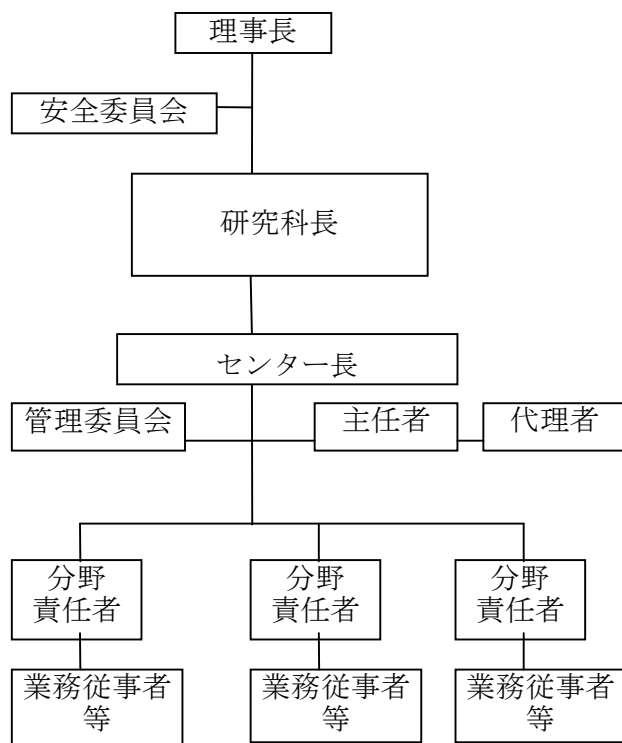 理事長
安全委員会
研究科長
センター長
管理委員会
主任者
代理者
分野
責任者
分野
責任者
分野
責任者
業務従事者
等
業務従事者
等
業務従事者
等